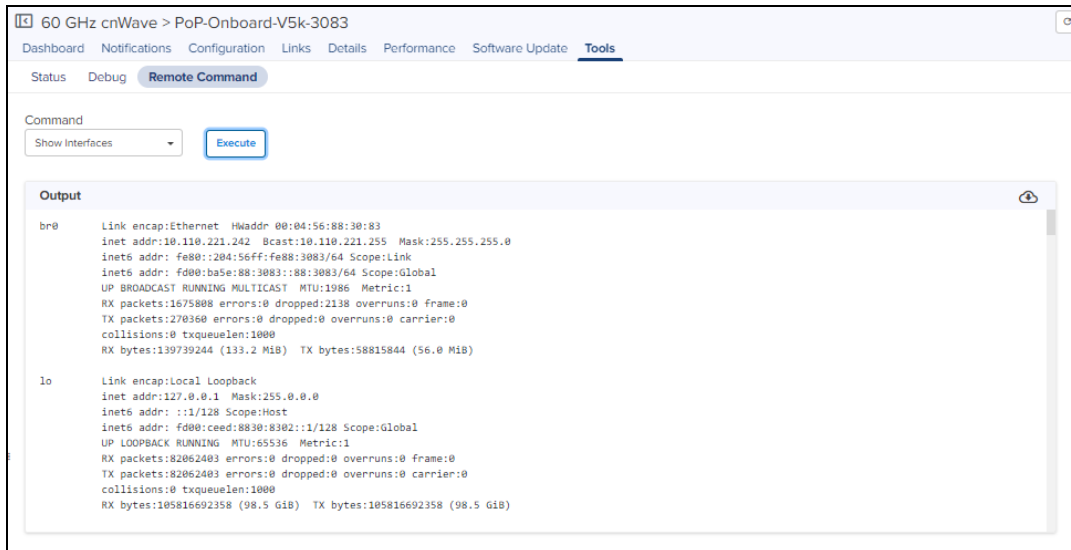 60 GHz cnWave > PoP-Onboard-V5k-3083
Dashboard Notifications Configuration Links Details Performance Software Update Tools
Status Debug Remote Command
Command
Show Interfaces Execute
Output
br0 Link encap:Ethernet HWaddr 00:04:56:88:30:83
inet addr:10.110.221.242 Bcast:10.110.221.255 Mask:255.255.255.0
inet6 addr: fe80::204:56ff:fe88:3083/64 Scope:Link
inet6 addr: fd00:ba5e:88:3083::88:3083/64 Scope:Global
UP BROADCAST RUNNING MULTICAST MTU:1986 Metric:1
RX packets:1675808 errors:0 dropped:2138 overruns:0 frame:0
TX packets:270360 errors:0 dropped:0 overruns:0 carrier:0
collisions:0 txqueuelen:1000
RX bytes:139739244 (133.2 MiB) TX bytes:58815844 (56.0 MiB)
lo Link encap:Local Loopback
inet addr:127.0.0.1 Mask:255.0.0.0
inet6 addr: ::1/128 Scope:Host
inet6 addr: fd00:ceed:8830:8302::1/128 Scope:Global
UP LOOPBACK RUNNING MTU:65536 Metric:1
RX packets:82062403 errors:0 dropped:0 overruns:0 frame:0
TX packets:82062403 errors:0 dropped:0 overruns:0 carrier:0
collisions:0 txqueuelen:1000
RX bytes:105816692358 (98.5 GiB) TX bytes:105816692358 (98.5 GiB)